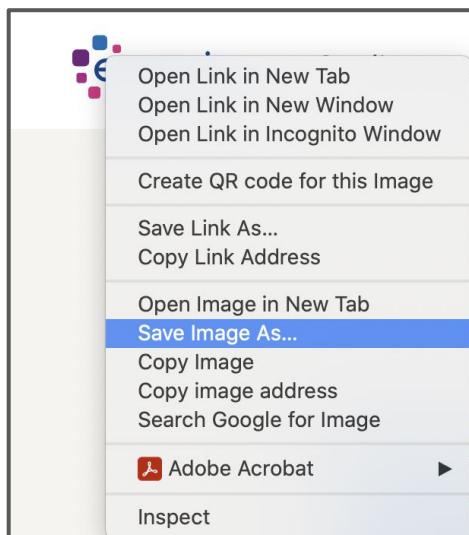 Open Link in New Tab
Open Link in New Window
Open Link in Incognito Window
Create QR code for this Image
Save Link As...
Copy Link Address
Open Image in New Tab
Save Image As...
Copy Image
Copy image address
Search Google for Image
Adobe Acrobat
Inspect